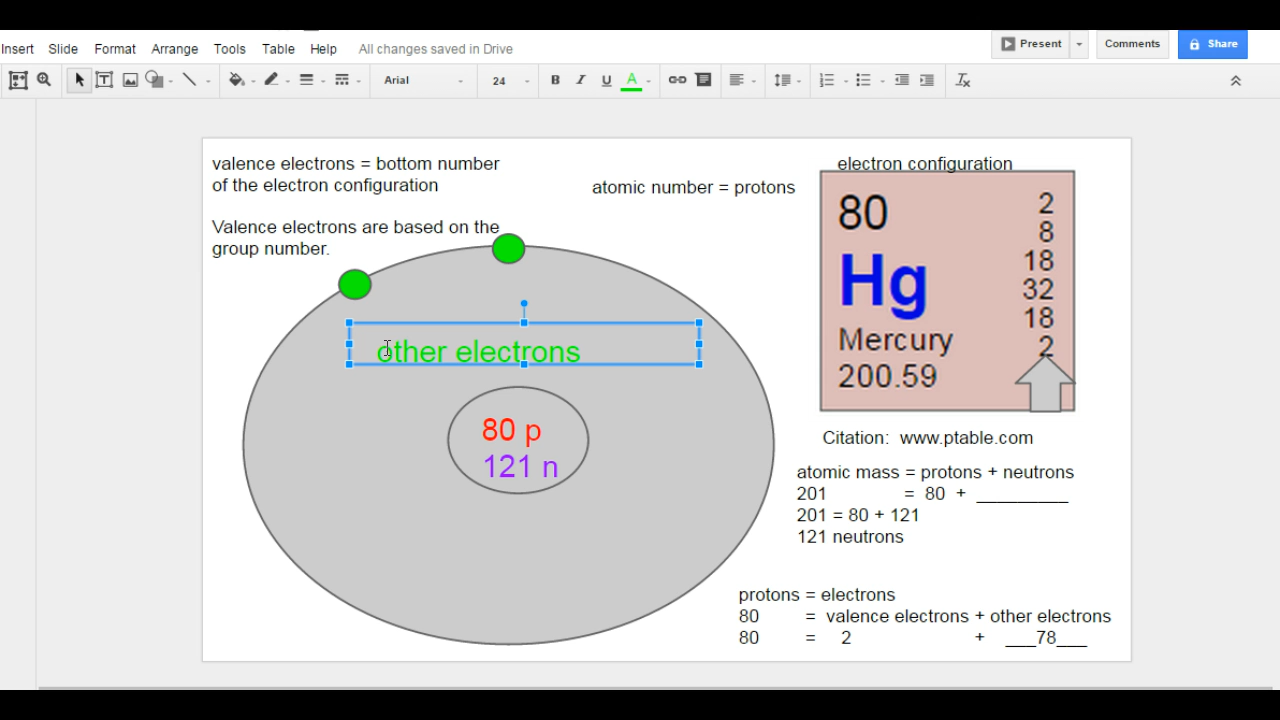 Insert Slide Format Arrange Tools Table Help All changes saved in Drive
Present Comments Share
Arial 24 B I U A
valence electrons = bottom number
of the electron configuration
Valence electrons are based on the
group number.
atomic number = protons
electron configuration
80
Hg
Mercury
200.59
2
8
18
32
18
2
other electrons
80 p
121 n
Citation: www.ptable.com
atomic mass = protons + neutrons
201 = 80 + _________
201 = 80 + 121
121 neutrons
protons = electrons
80 = valence electrons + other electrons
80 = 2 + ___78___